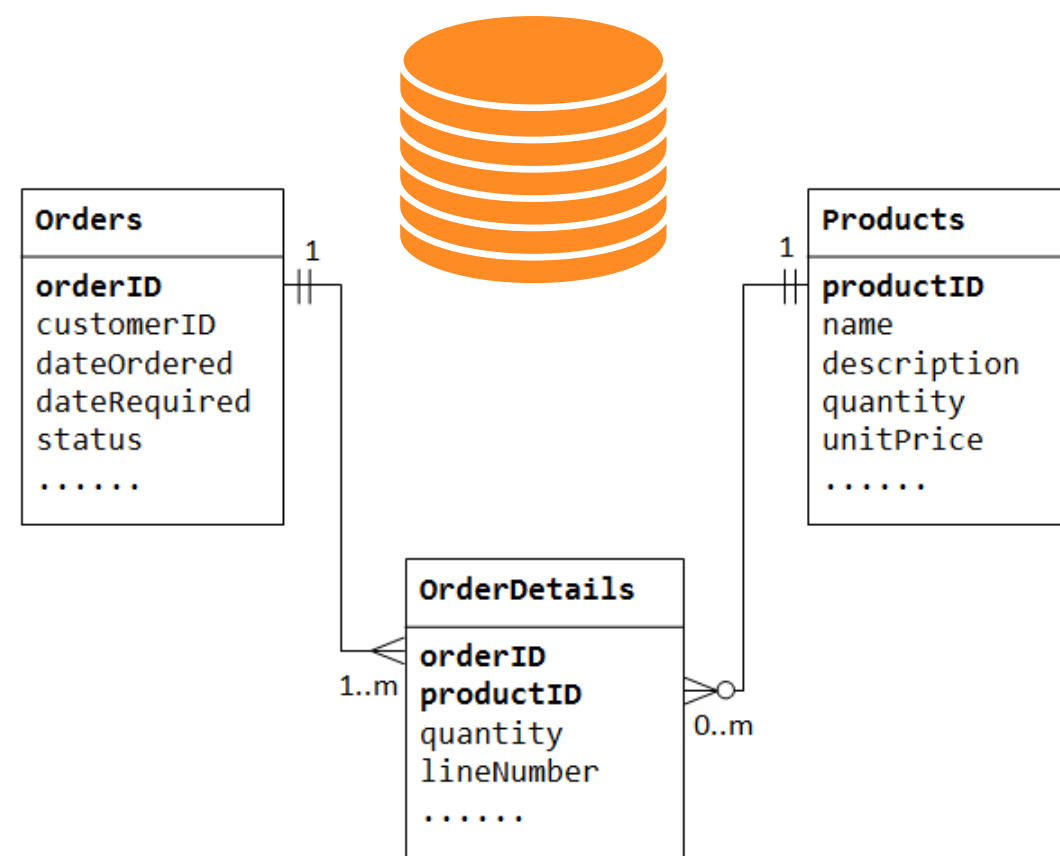 Orders
orderID
customerID
dateOrdered
dateRequired
status
......
1
1
Products
productID
name
description
quantity
unitPrice
......
OrderDetails
orderID
productID
quantity
lineNumber
......
1..m
0..m